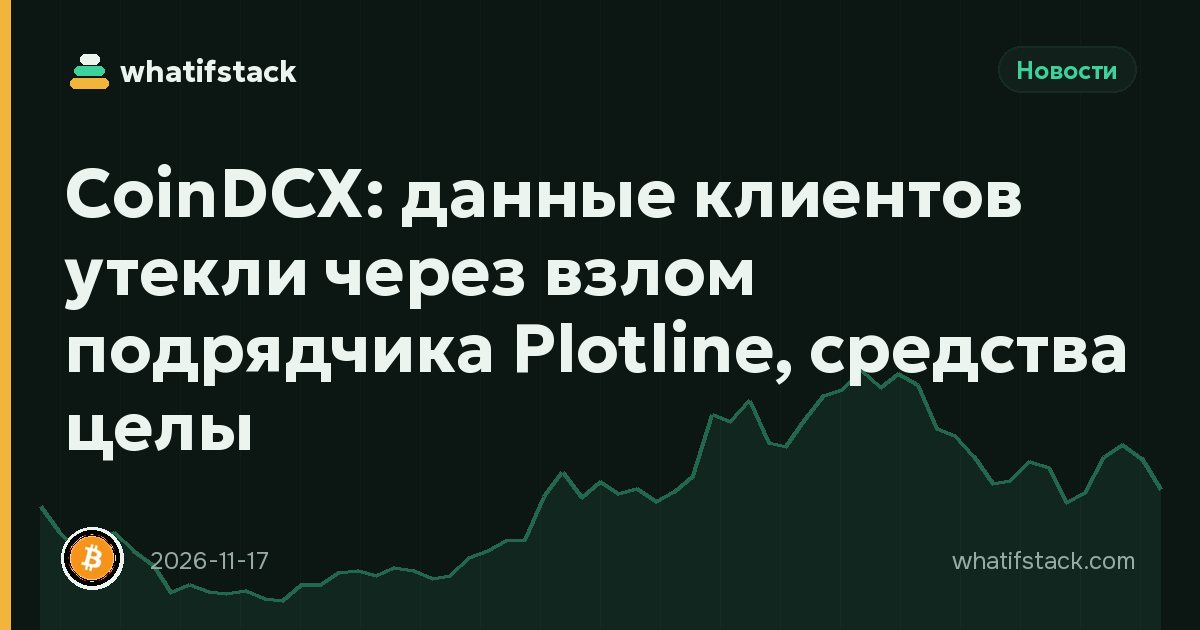 whatifstack
Новости
CoinDCX: данные клиентов
утекли через взлом
подрядчика Plotline, средства
целы
2026-11-17
whatifstack.com